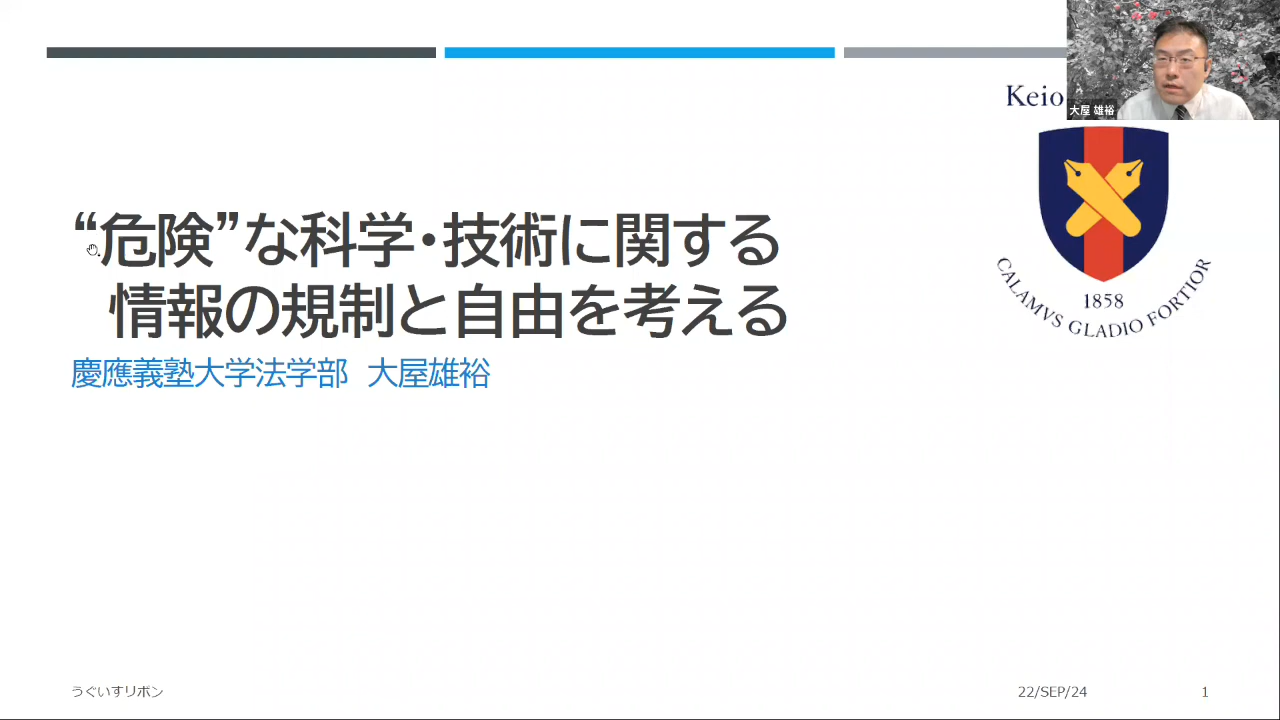 Keio
大屋 雄裕
“危険”な科学・技術に関する
情報の規制と自由を考える
慶應義塾大学法学部　大屋雄裕
1858
CALAMVS GLADIO FORTIOR
うぐいすリボン
22/SEP/24
1